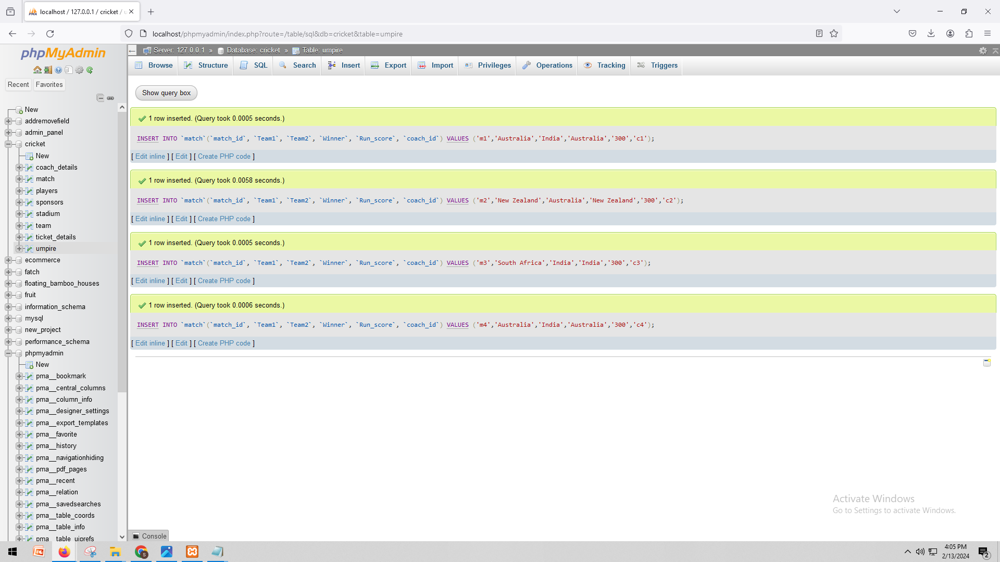 localhost / 127.0.0.1 / cricket / u
localhost/phpmyadmin/index.php?route=/table/sql&db=cricket&table=umpire
phpMyAdmin
Recent
Favorites
New
addremovefield
admin_panel
cricket
New
coach_details
match
players
sponsors
stadium
team
ticket_details
umpire
ecommerce
fatch
floating_bamboo_houses
fruit
information_schema
mysql
new_project
performance_schema
phpmyadmin
New
pma__bookmark
pma__central_columns
pma__column_info
pma__designer_settings
pma__export_templates
pma__favorite
pma__history
pma__navigationhiding
pma__pdf_pages
pma__recent
pma__relation
pma__savedsearches
pma__table_coords
pma__table_info
pma__table_uiprefs
Server: 127.0.0.1 » Database: cricket » Table: umpire
Browse Structure SQL Search Insert Export Import Privileges Operations Tracking Triggers
Show query box
1 row inserted. (Query took 0.0005 seconds.)
INSERT INTO `match`(`match_id`, `Team1`, `Team2`, `Winner`, `Run_score`, `coach_id`) VALUES ('m1','Australia','India','Australia','300','c1');
[ Edit inline ] [ Edit ] [ Create PHP code ]
1 row inserted. (Query took 0.0058 seconds.)
INSERT INTO `match`(`match_id`, `Team1`, `Team2`, `Winner`, `Run_score`, `coach_id`) VALUES ('m2','New Zealand','Australia','New Zealand','300','c2');
[ Edit inline ] [ Edit ] [ Create PHP code ]
1 row inserted. (Query took 0.0005 seconds.)
INSERT INTO `match`(`match_id`, `Team1`, `Team2`, `Winner`, `Run_score`, `coach_id`) VALUES ('m3','South Africa','India','India','300','c3');
[ Edit inline ] [ Edit ] [ Create PHP code ]
1 row inserted. (Query took 0.0006 seconds.)
INSERT INTO `match`(`match_id`, `Team1`, `Team2`, `Winner`, `Run_score`, `coach_id`) VALUES ('m4','Australia','India','Australia','300','c4');
[ Edit inline ] [ Edit ] [ Create PHP code ]
Activate Windows
Go to Settings to activate Windows.
Console
4:05 PM
2/13/2024
2